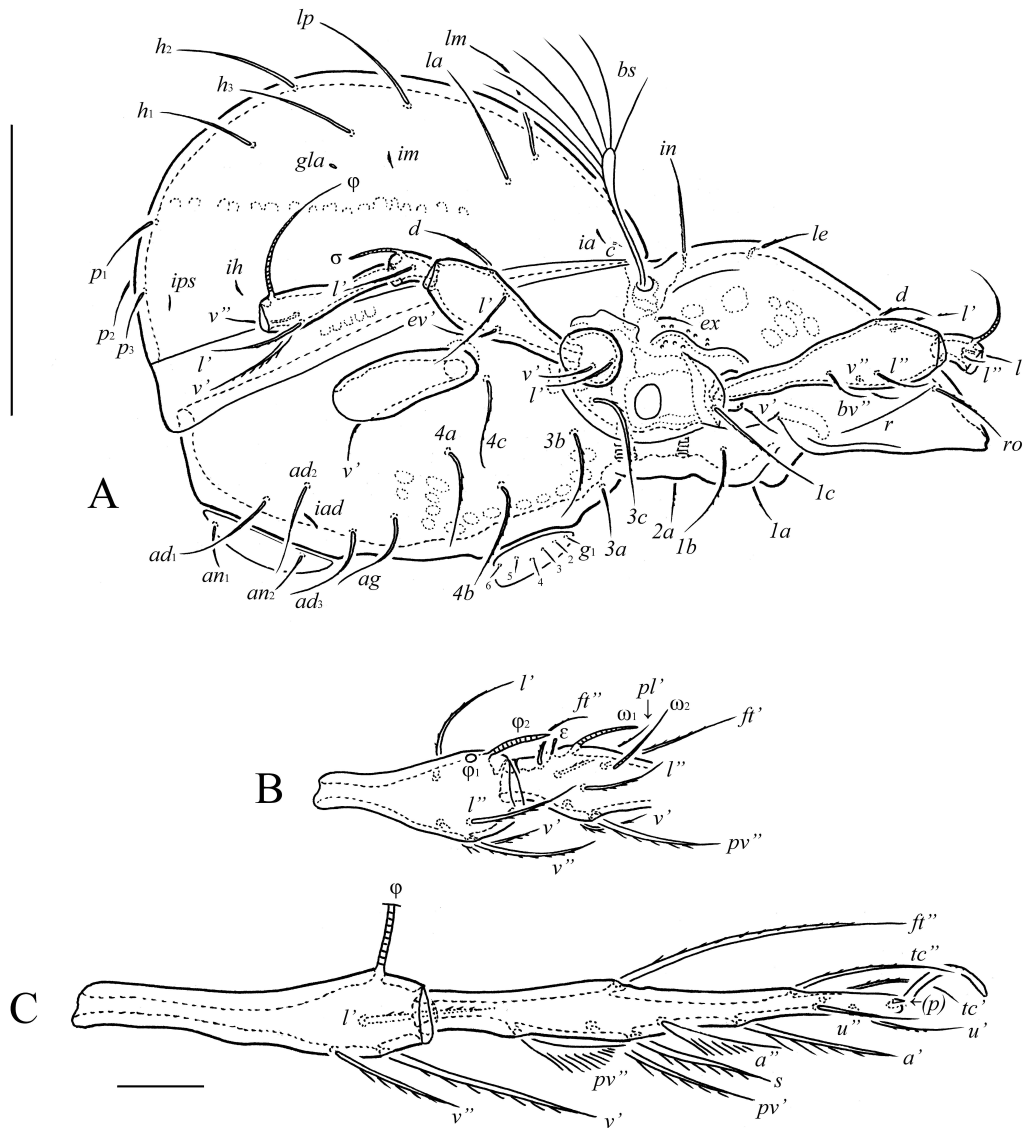 lp
h2
lm
la
bs
h3
h1
in
gla
im
φ
d
ia
c
le
p1
ips
ih
σ
l'
l'
ex
d
l'
p2
v"
ev'
p3
l'
v'
v"
l"
l"
l
v'
l'
bv"
v'
r
ro
v'
4a
4c
3b
A
ad2
iad
3c
2a
1b
1a
1c
ad1
an1
an2
ad3
ag
4b
6
5
4
3
2
g1
3a
l'
ft"
pl'
φ2
ε
ω1
↓
ω2
ft'
φ1
B
l"
l"
v'
v'
v"
pv"
φ
ft"
tc"
C
l'
←(p)
tc'
u"
u'
a"
a'
pv"
s
pv'
v"
v'